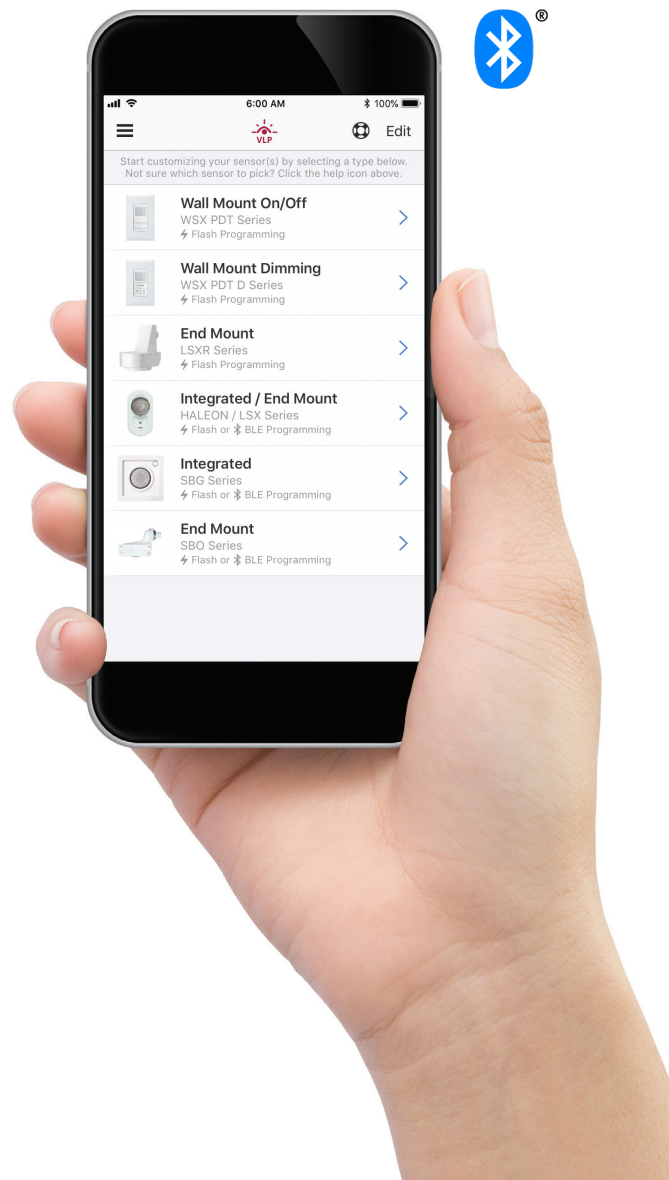 ®
6:00 AM
100%
VLP
Edit
Start customizing your sensor(s) by selecting a type below.
Not sure which sensor to pick? Click the help icon above.
Wall Mount On/Off
WSX PDT Series
Flash Programming
Wall Mount Dimming
WSX PDT D Series
Flash Programming
End Mount
LSXR Series
Flash Programming
Integrated / End Mount
HALEON / LSX Series
Flash or BLE Programming
Integrated
SBG Series
Flash or BLE Programming
End Mount
SBO Series
Flash or BLE Programming